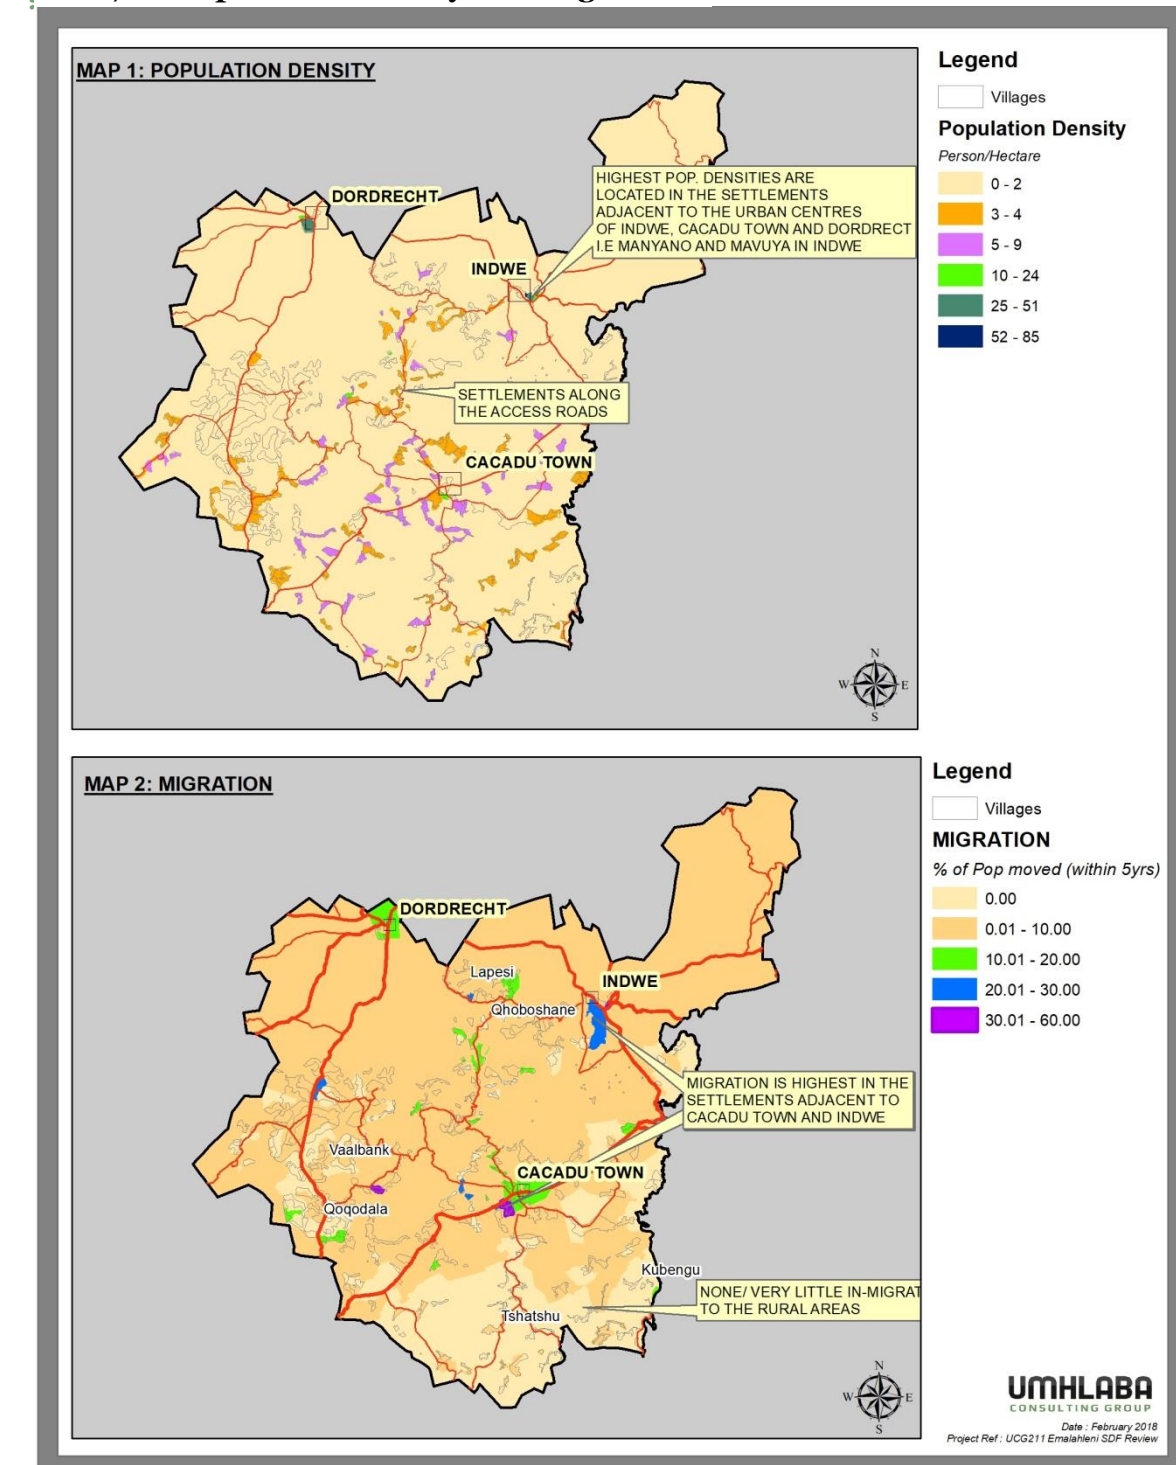 MAP 1: POPULATION DENSITY
DORDRECHT
HIGHEST POP. DENSITIES ARE
LOCATED IN THE SETTLEMENTS
ADJACENT TO THE URBAN CENTRES
OF INDWE, CACADU TOWN AND DORDRECT
I.E MANYANO AND MAVUYA IN INDWE
INDWE
SETTLEMENTS ALONG
THE ACCESS ROADS
CACADU TOWN
N
W E
S
Legend
Villages
Population Density
Person/Hectare
0 - 2
3 - 4
5 - 9
10 - 24
25 - 51
52 - 85
MAP 2: MIGRATION
DORDRECHT
Lapesi
INDWE
Qhoboshane
MIGRATION IS HIGHEST IN THE
SETTLEMENTS ADJACENT TO
CACADU TOWN AND INDWE
Vaalbank
CACADU TOWN
Qoqodala
Kubengu
NONE/ VERY LITTLE IN-MIGRAT
TO THE RURAL AREAS
Tshatshu
N
W E
S
Legend
Villages
MIGRATION
% of Pop moved (within 5yrs)
0.00
0.01 - 10.00
10.01 - 20.00
20.01 - 30.00
30.01 - 60.00
UMHLABA
CONSULTING GROUP
Date : February 2018
Project Ref : UCG211 Emalahleni SDF Review